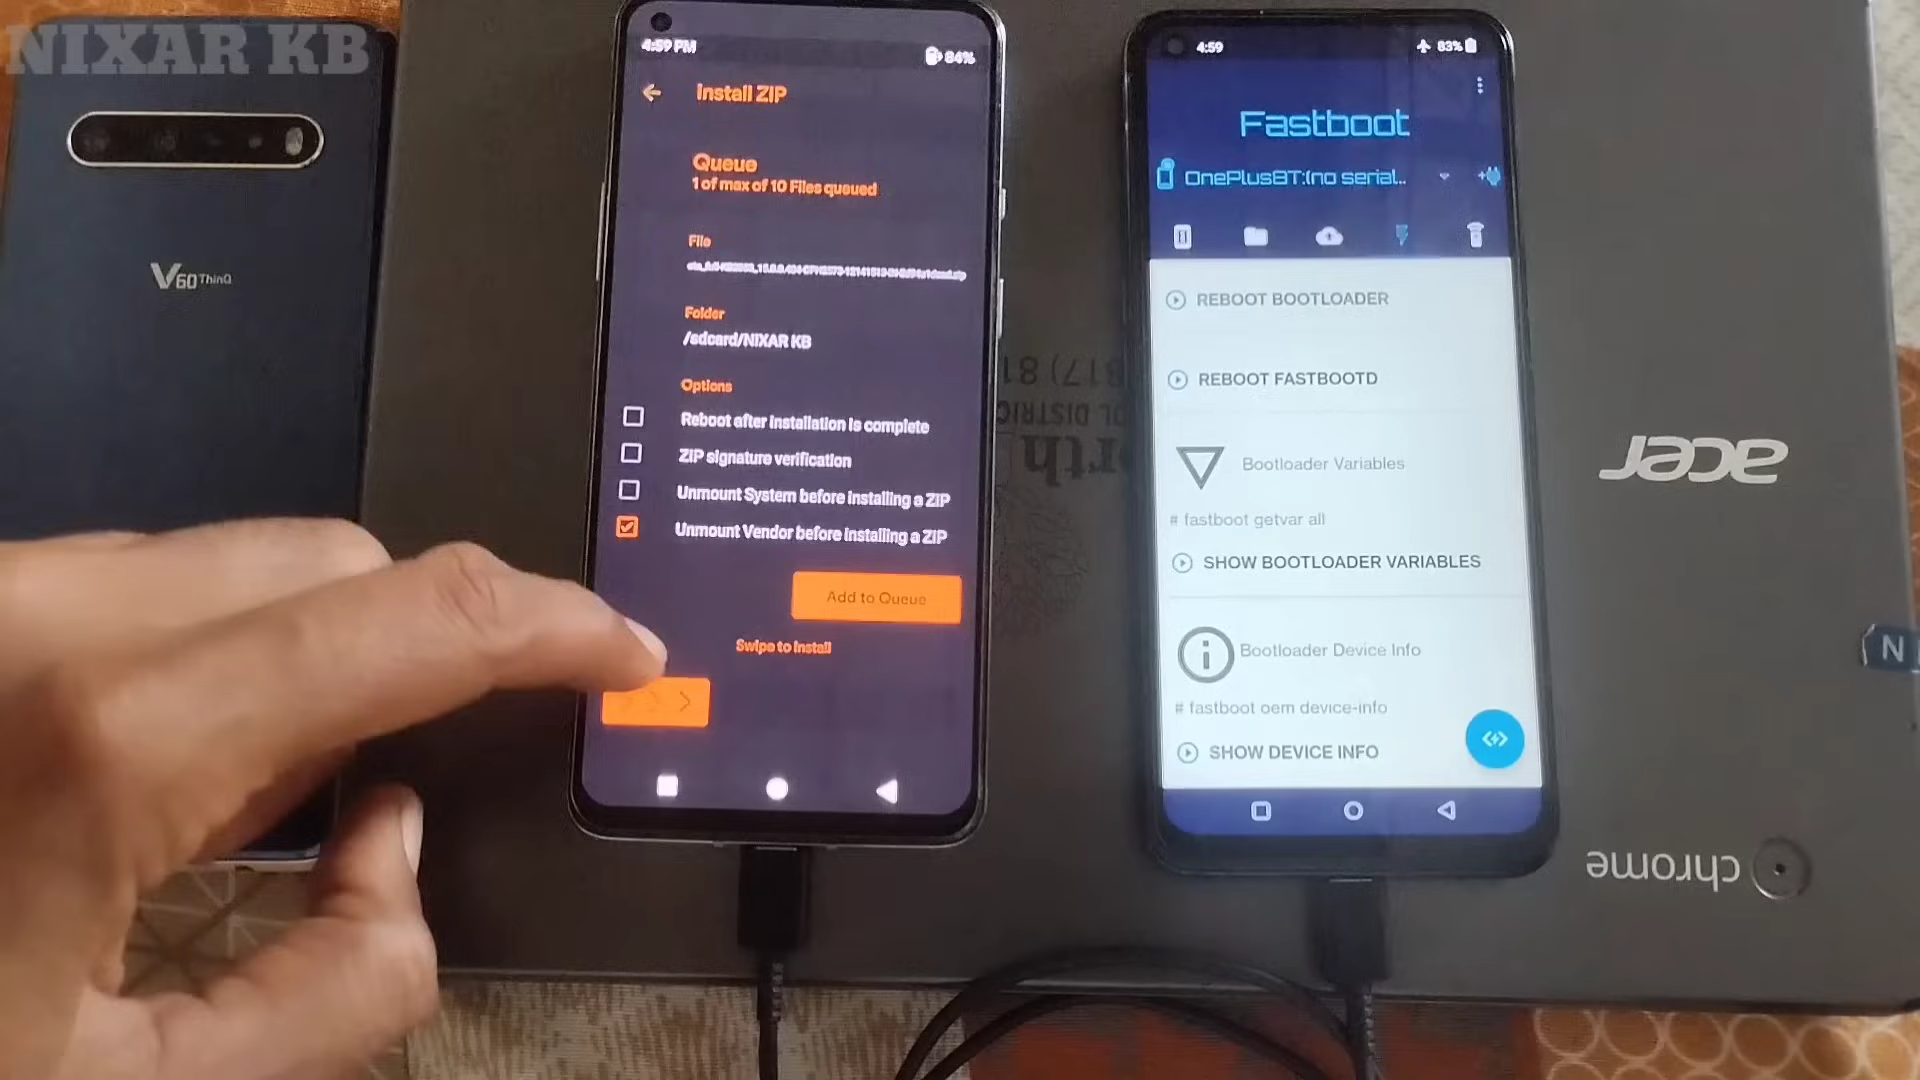 NIXAR KB
V60 ThinQ
4:59 PM
84%
Install ZIP
Queue
1 of max of 10 Files queued
File
Folder
/sdcard/NIXAR KB
Options
Reboot after installation is complete
ZIP signature verification
Unmount System before installing a ZIP
Unmount Vendor before installing a ZIP
Add to Queue
Swipe to Install
4:59
83%
Fastboot
OnePlus8T:(no serial..
REBOOT BOOTLOADER
REBOOT FASTBOOTD
Bootloader Variables
# fastboot getvar all
SHOW BOOTLOADER VARIABLES
Bootloader Device Info
# fastboot oem device-info
SHOW DEVICE INFO
acer
chrome
N